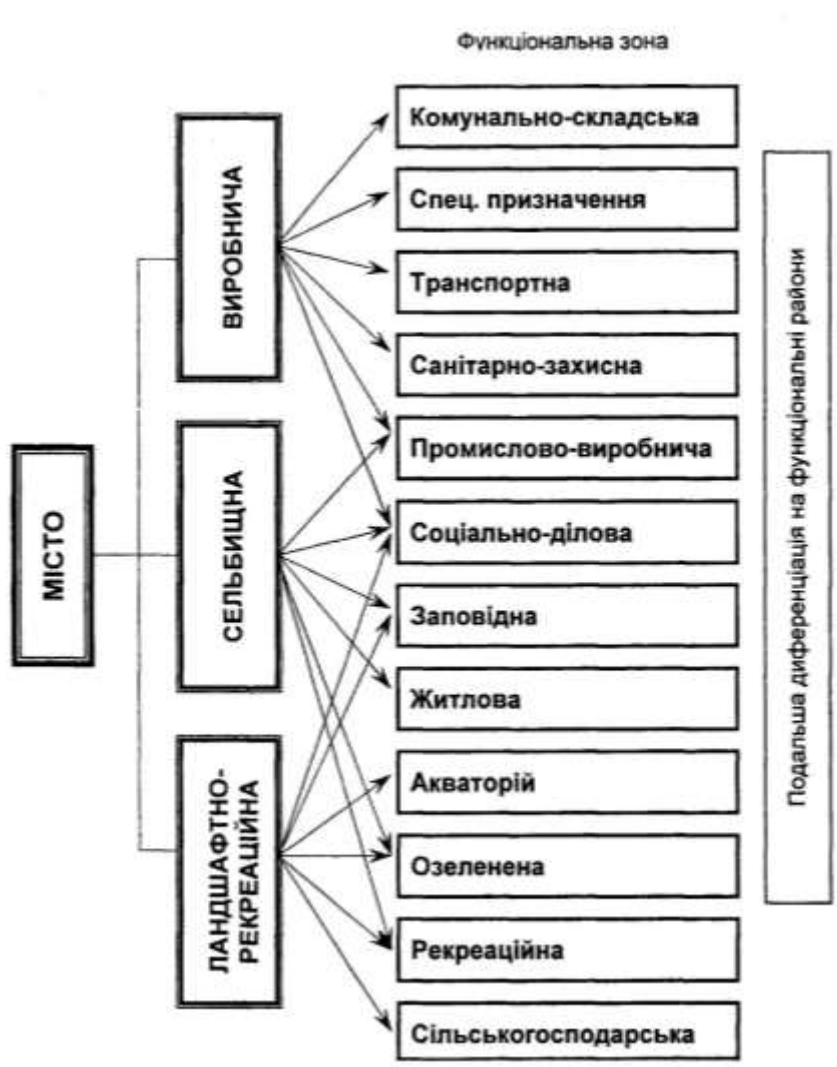 Функціональна зона
МІСТО
ВИРОБНИЧА
СЕЛЬБИЩНА
ЛАНДШАФТНО-
РЕКРЕАЦІЙНА
Комунально-складська
Спец. призначення
Транспортна
Санітарно-захисна
Промислово-виробнича
Соціально-ділова
Заповідна
Житлова
Акваторій
Озеленена
Рекреаційна
Сільськогосподарська
Подальша диференціація на функціональні райони